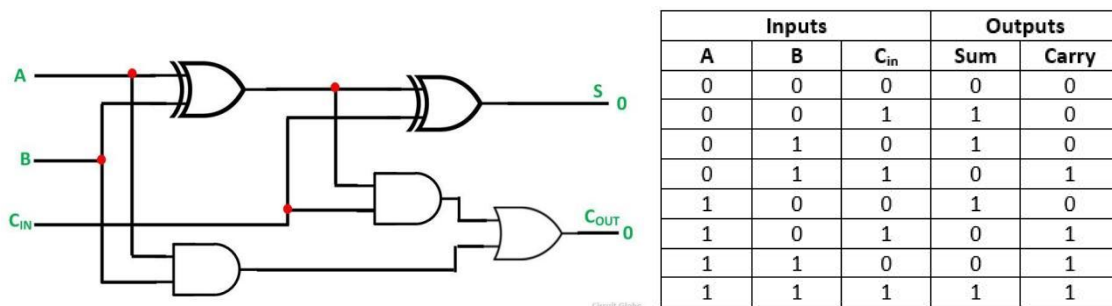 A
B
C_IN
S 0
C_OUT 0
Inputs Outputs
A B C_in Sum Carry
0 0 0 0 0
0 0 1 1 0
0 1 0 1 0
0 1 1 0 1
1 0 0 1 0
1 0 1 0 1
1 1 0 0 1
1 1 1 1 1